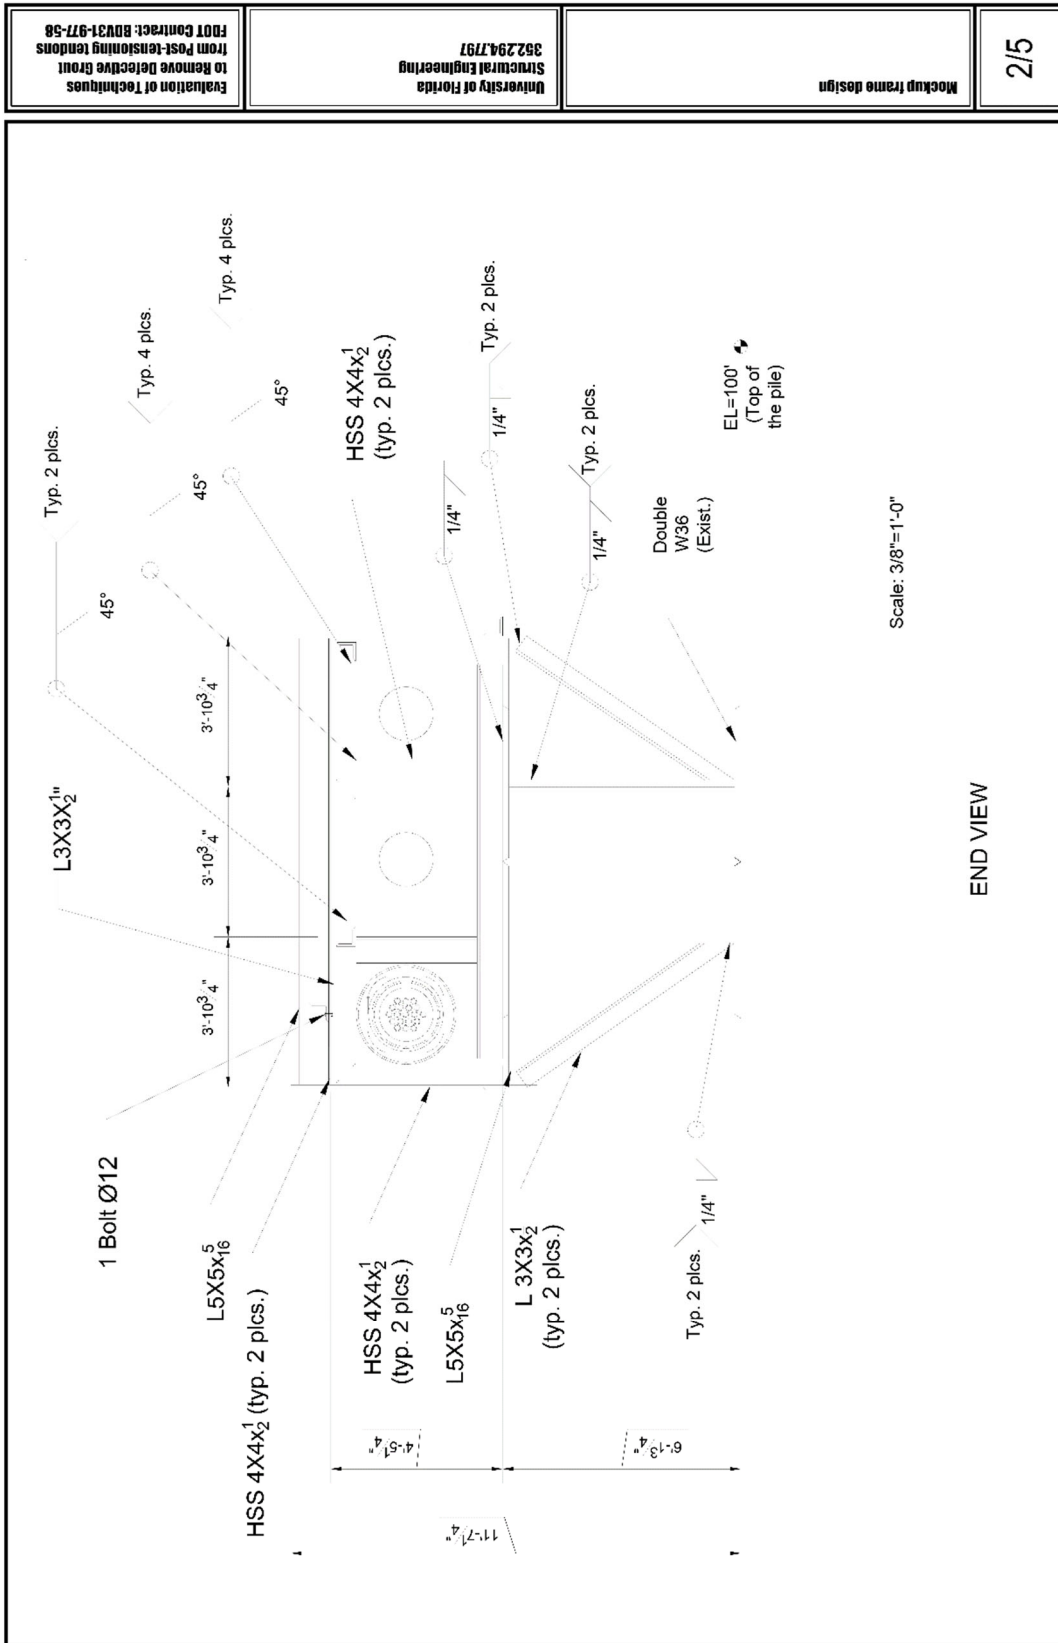 Evaluation of Techniques
to Remove Defective Grout
from Post-tensioning tendons
FDOT Contract: BDV31-977-58
University of Florida
Structural Engineering
352.294.7797
Mockup frame design
2/5
Typ. 2 plcs.
45°
Typ. 4 plcs.
45°
Typ. 4 plcs.
45°
L3X3X1/2"
3'-10 3/4"
3'-10 3/4"
3'-10 3/4"
HSS 4X4x1/2
(typ. 2 plcs.)
1/4"
Typ. 2 plcs.
1/4"
Typ. 2 plcs.
1/4"
Double
W36
(Exist.)
EL=100'
(Top of
the pile)
1 Bolt Ø12
L5X5x5/16
HSS 4X4x1/2 (typ. 2 plcs.)
HSS 4X4x1/2
(typ. 2 plcs.)
L5X5x5/16
L 3X3x1/2
(typ. 2 plcs.)
Typ. 2 plcs.
1/4"
4'-5 1/4"
6'-1 3/4"
11'-7 1/4"
Scale: 3/8"=1'-0"
END VIEW